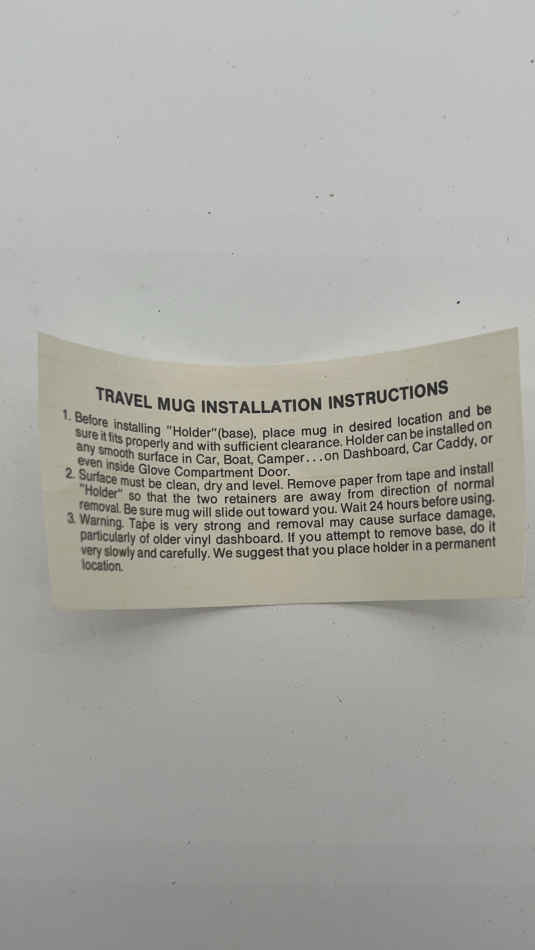 TRAVEL MUG INSTALLATION INSTRUCTIONS
1. Before installing "Holder"(base), place mug in desired location and be
sure it fits properly and with sufficient clearance. Holder can be installed on
any smooth surface in Car, Boat, Camper...on Dashboard, Car Caddy, or
even inside Glove Compartment Door.
2. Surface must be clean, dry and level. Remove paper from tape and install
"Holder" so that the two retainers are away from direction of normal
removal. Be sure mug will slide out toward you. Wait 24 hours before using.
3. Warning. Tape is very strong and removal may cause surface damage,
particularly of older vinyl dashboard. If you attempt to remove base, do it
very slowly and carefully. We suggest that you place holder in a permanent
location.